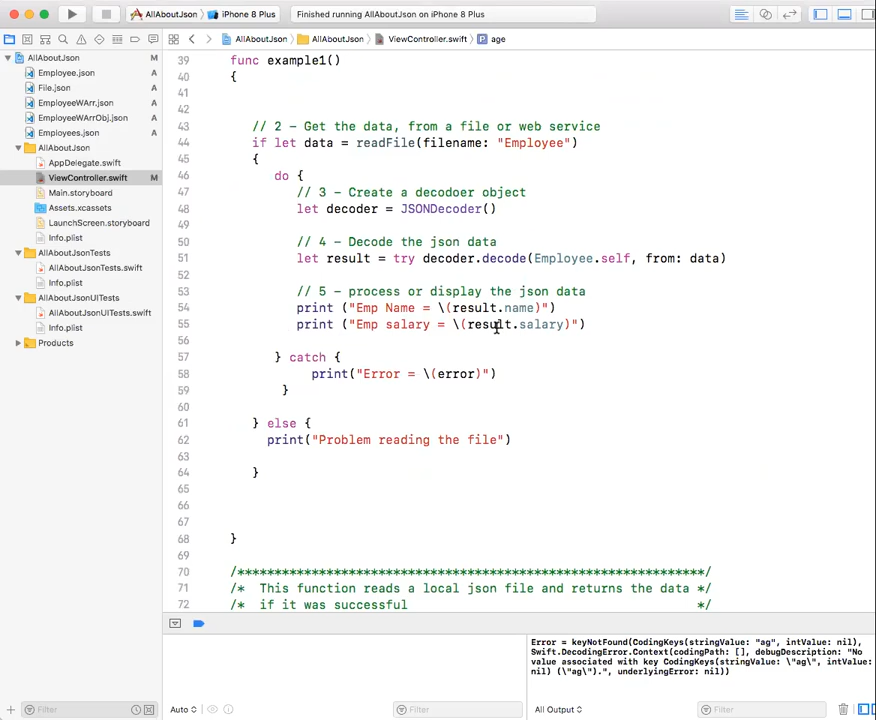 AllAboutJson
iPhone 8 Plus
Finished running AllAboutJson on iPhone 8 Plus
AllAboutJson
AllAboutJson
ViewController.swift
P
age
AllAboutJson M
Employee.json A
File.json A
EmployeeWArr.json A
EmployeeWArrObj.json A
Employees.json A
AllAboutJson
AppDelegate.swift
ViewController.swift M
Main.storyboard
Assets.xcassets
LaunchScreen.storyboard
Info.plist
AllAboutJsonTests
AllAboutJsonTests.swift
Info.plist
AllAboutJsonUITests
AllAboutJsonUITests.swift
Info.plist
Products
39 func example1()
40 {
41
42
43 // 2 - Get the data, from a file or web service
44 if let data = readFile(filename: "Employee")
45 {
46 do {
47 // 3 - Create a decodoer object
48 let decoder = JSONDecoder()
49
50 // 4 - Decode the json data
51 let result = try decoder.decode(Employee.self, from: data)
52
53 // 5 - process or display the json data
54 print ("Emp Name = \(result.name)")
55 print ("Emp salary = \(result.salary)")
56
57 } catch {
58 print("Error = \(error)")
59 }
60
61 } else {
62 print("Problem reading the file")
63
64 }
65
66
67
68 }
69
70 /**************************************************************/
71 /* This function reads a local json file and returns the data */
72 /* if it was successful */
Error = keyNotFound(CodingKeys(stringValue: "ag", intValue: nil),
Swift.DecodingError.Context(codingPath: [], debugDescription: "No
value associated with key CodingKeys(stringValue: \"ag\", intValue:
nil) (\"ag\").", underlyingError: nil))
Filter
Auto
Filter
All Output
Filter